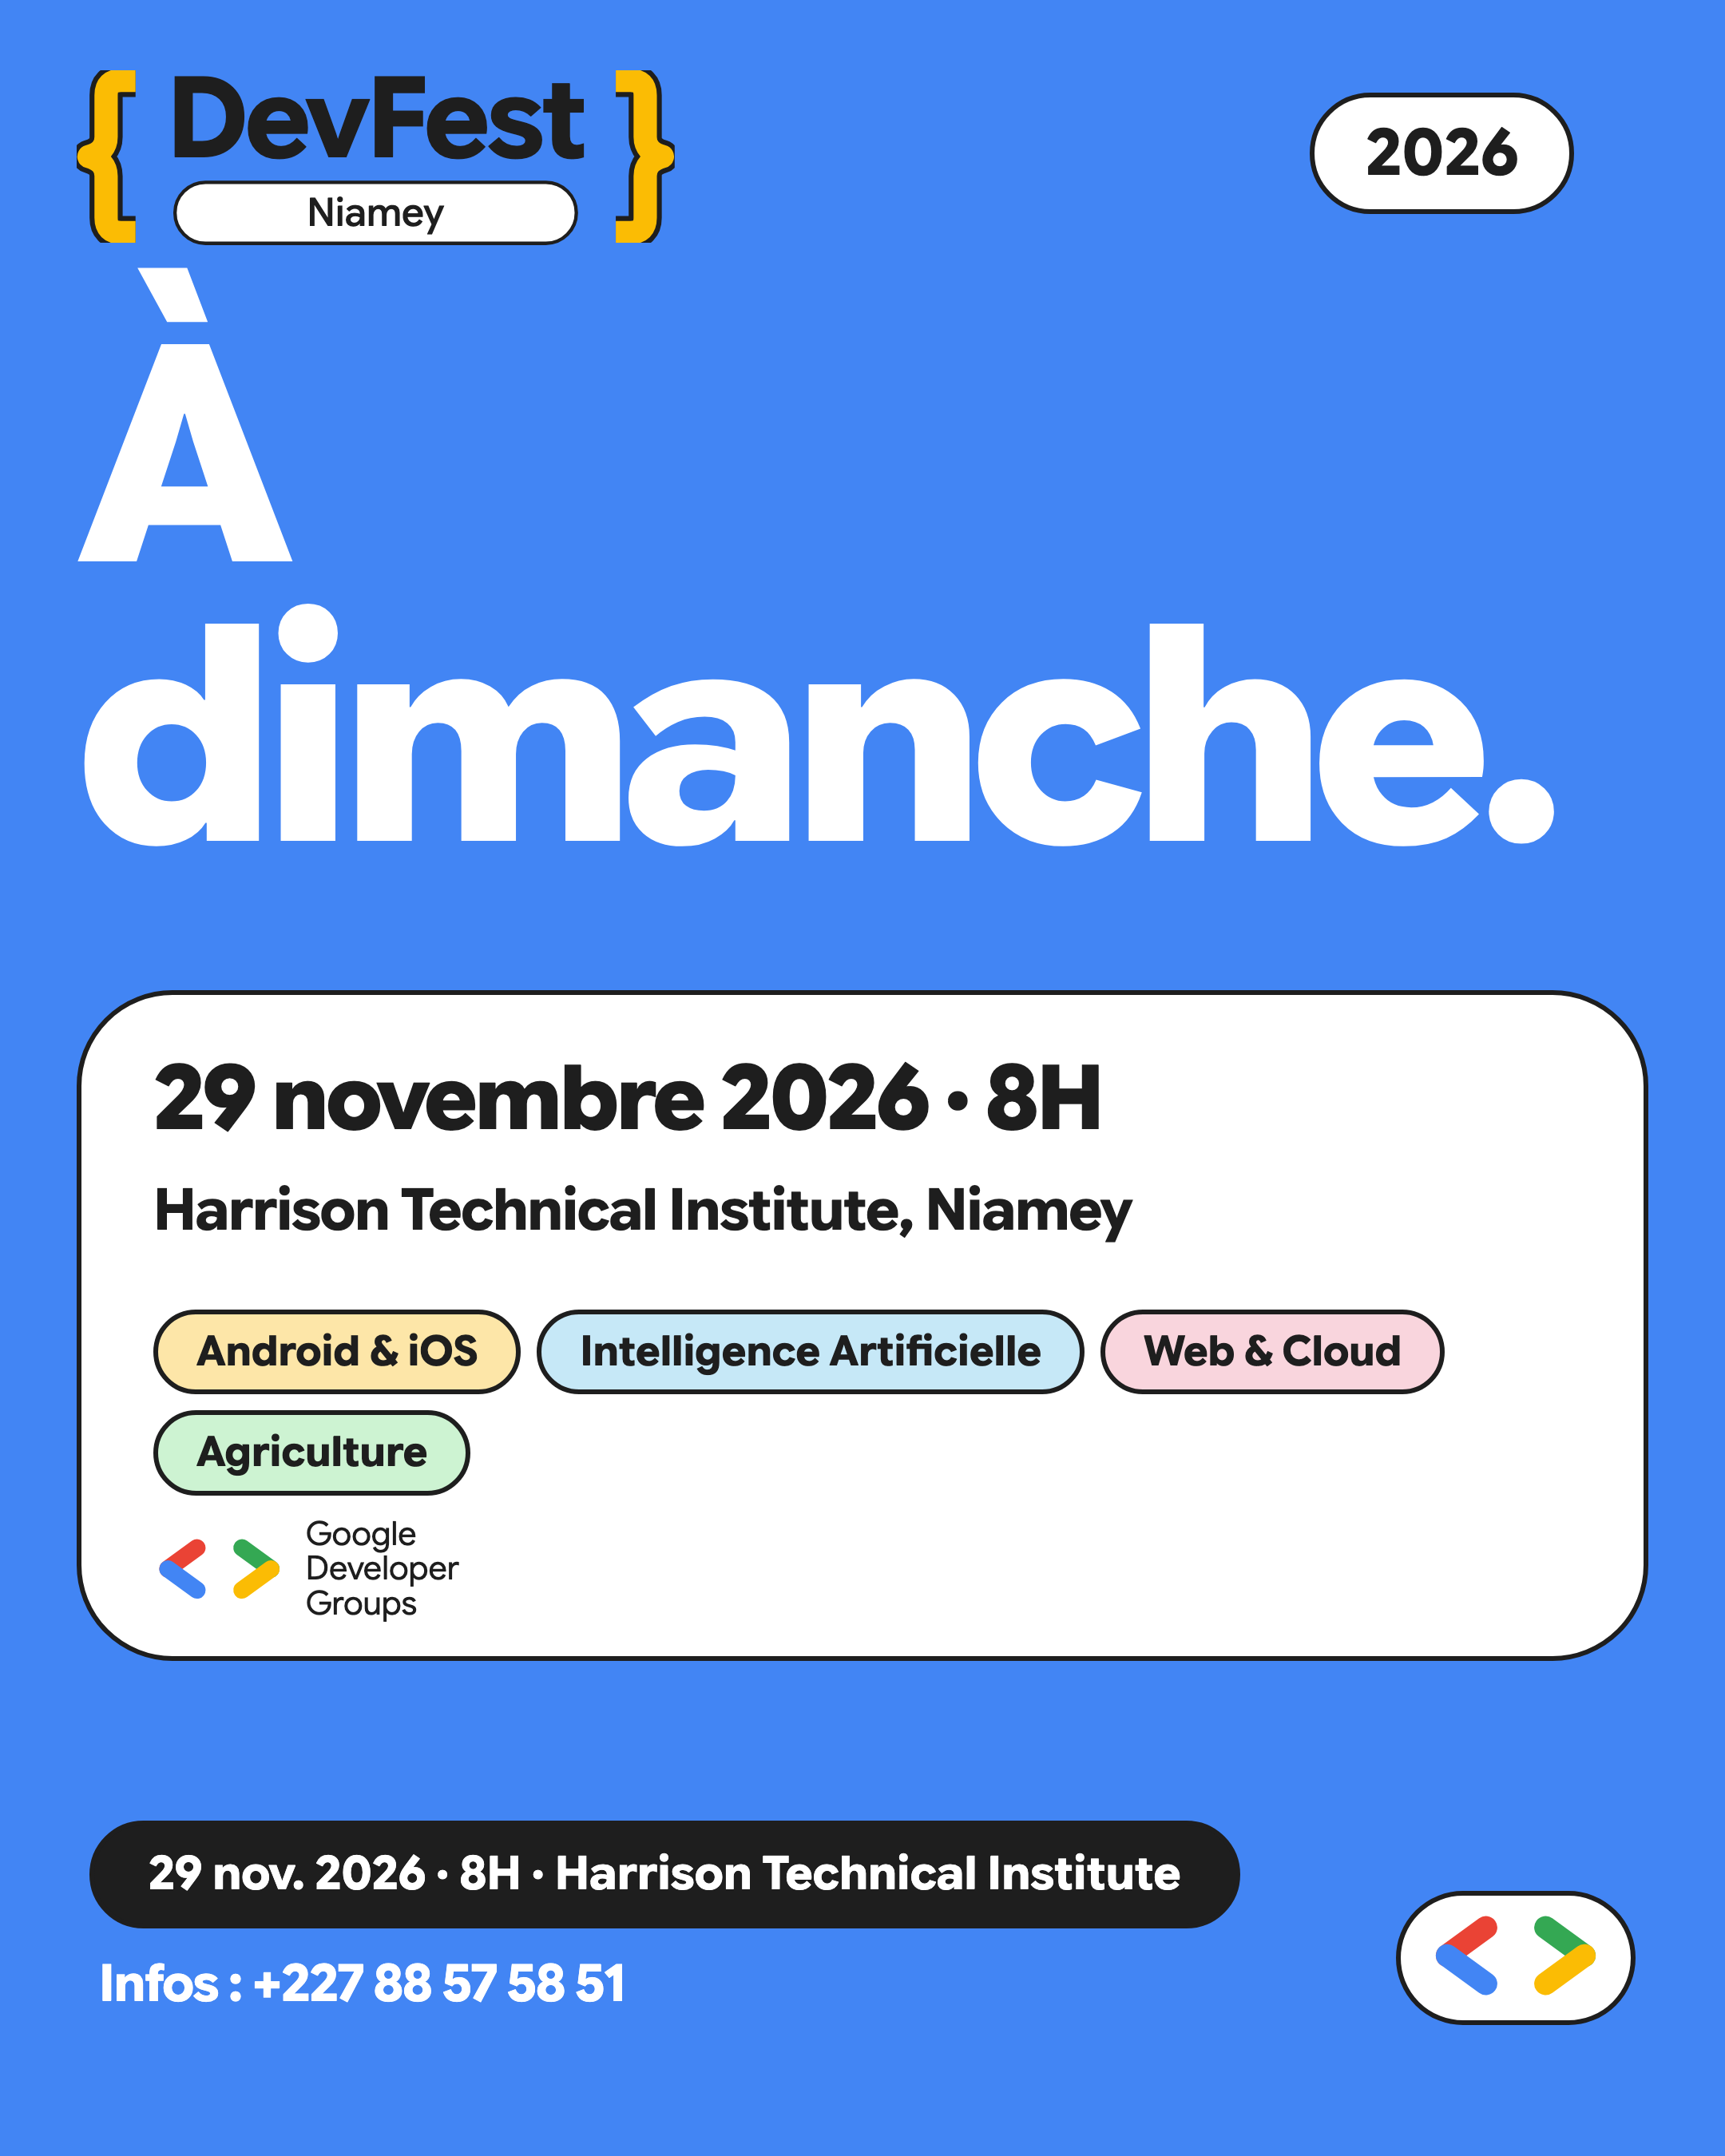 { DevFest }
Niamey
2026
À
dimanche.
29 novembre 2026 · 8H
Harrison Technical Institute, Niamey
Android & iOS
Intelligence Artificielle
Web & Cloud
Agriculture
Google
Developer
Groups
29 nov. 2026 · 8H · Harrison Technical Institute
Infos : +227 88 57 58 51